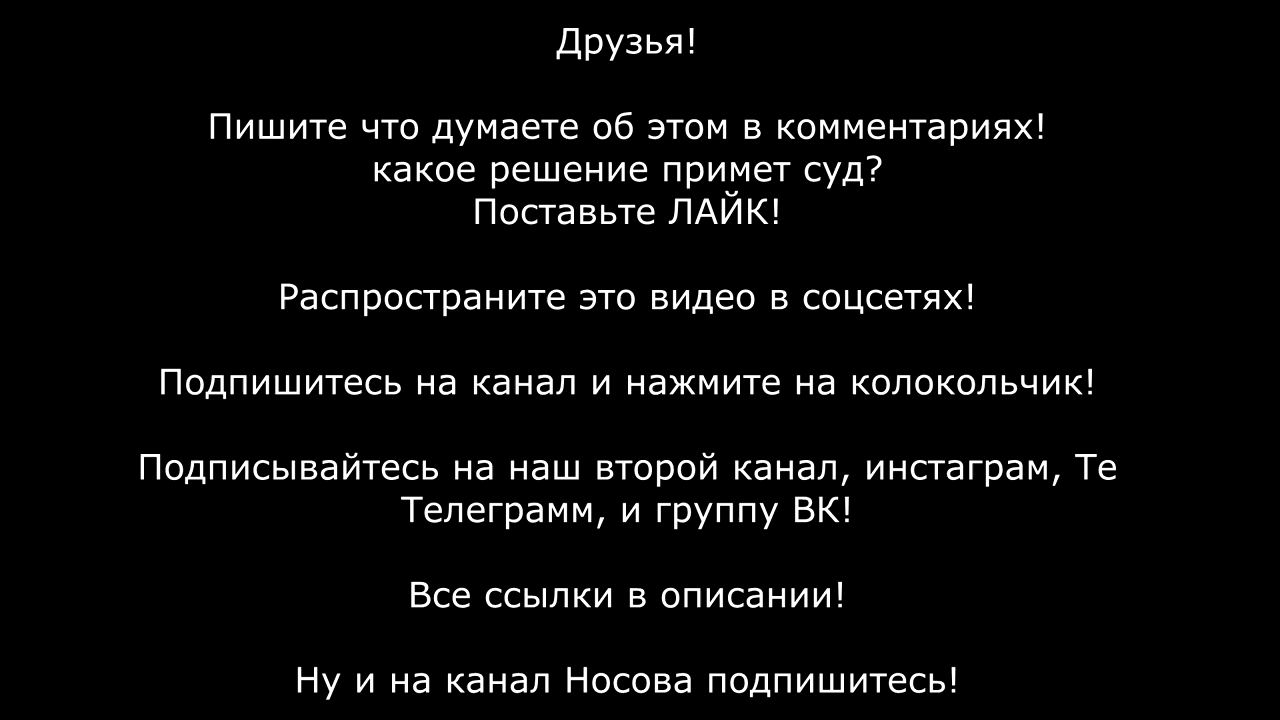 Друзья!
Пишите что думаете об этом в комментариях!
какое решение примет суд?
Поставьте ЛАЙК!
Распространите это видео в соцсетях!
Подпишитесь на канал и нажмите на колокольчик!
Подписывайтесь на наш второй канал, инстаграм, Те
Телеграмм, и группу ВК!
Все ссылки в описании!
Ну и на канал Носова подпишитесь!